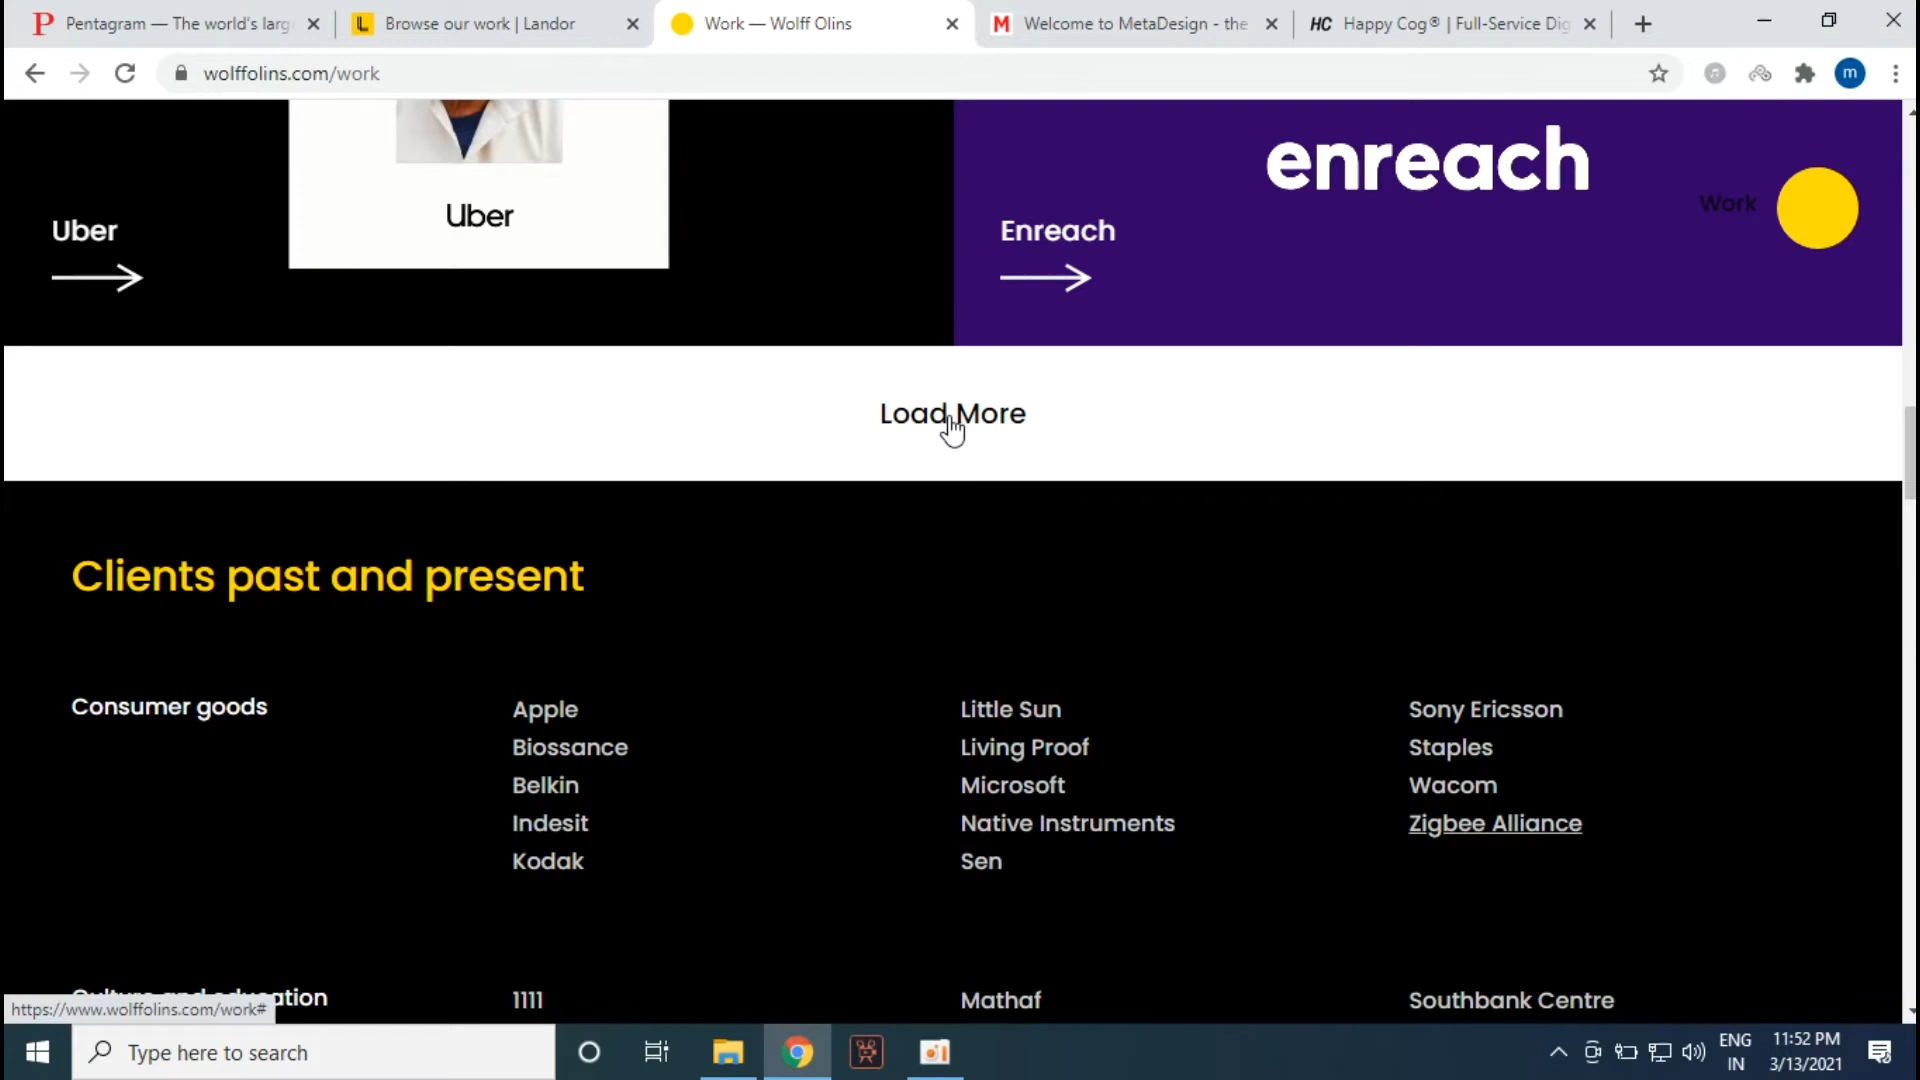 Pentagram — The world's larg
Browse our work | Landor
Work — Wolff Olins
Welcome to MetaDesign - the
HC Happy Cog® | Full-Service Dig
wolffolins.com/work
m
enreach
Work
Uber
Uber
Enreach
Load More
Clients past and present
Consumer goods
Apple
Biossance
Belkin
Indesit
Kodak
Little Sun
Living Proof
Microsoft
Native Instruments
Sen
Sony Ericsson
Staples
Wacom
Zigbee Alliance
Culture and education
1111
Mathaf
Southbank Centre
https://www.wolffolins.com/work#
Type here to search
ENG
IN
11:52 PM
3/13/2021